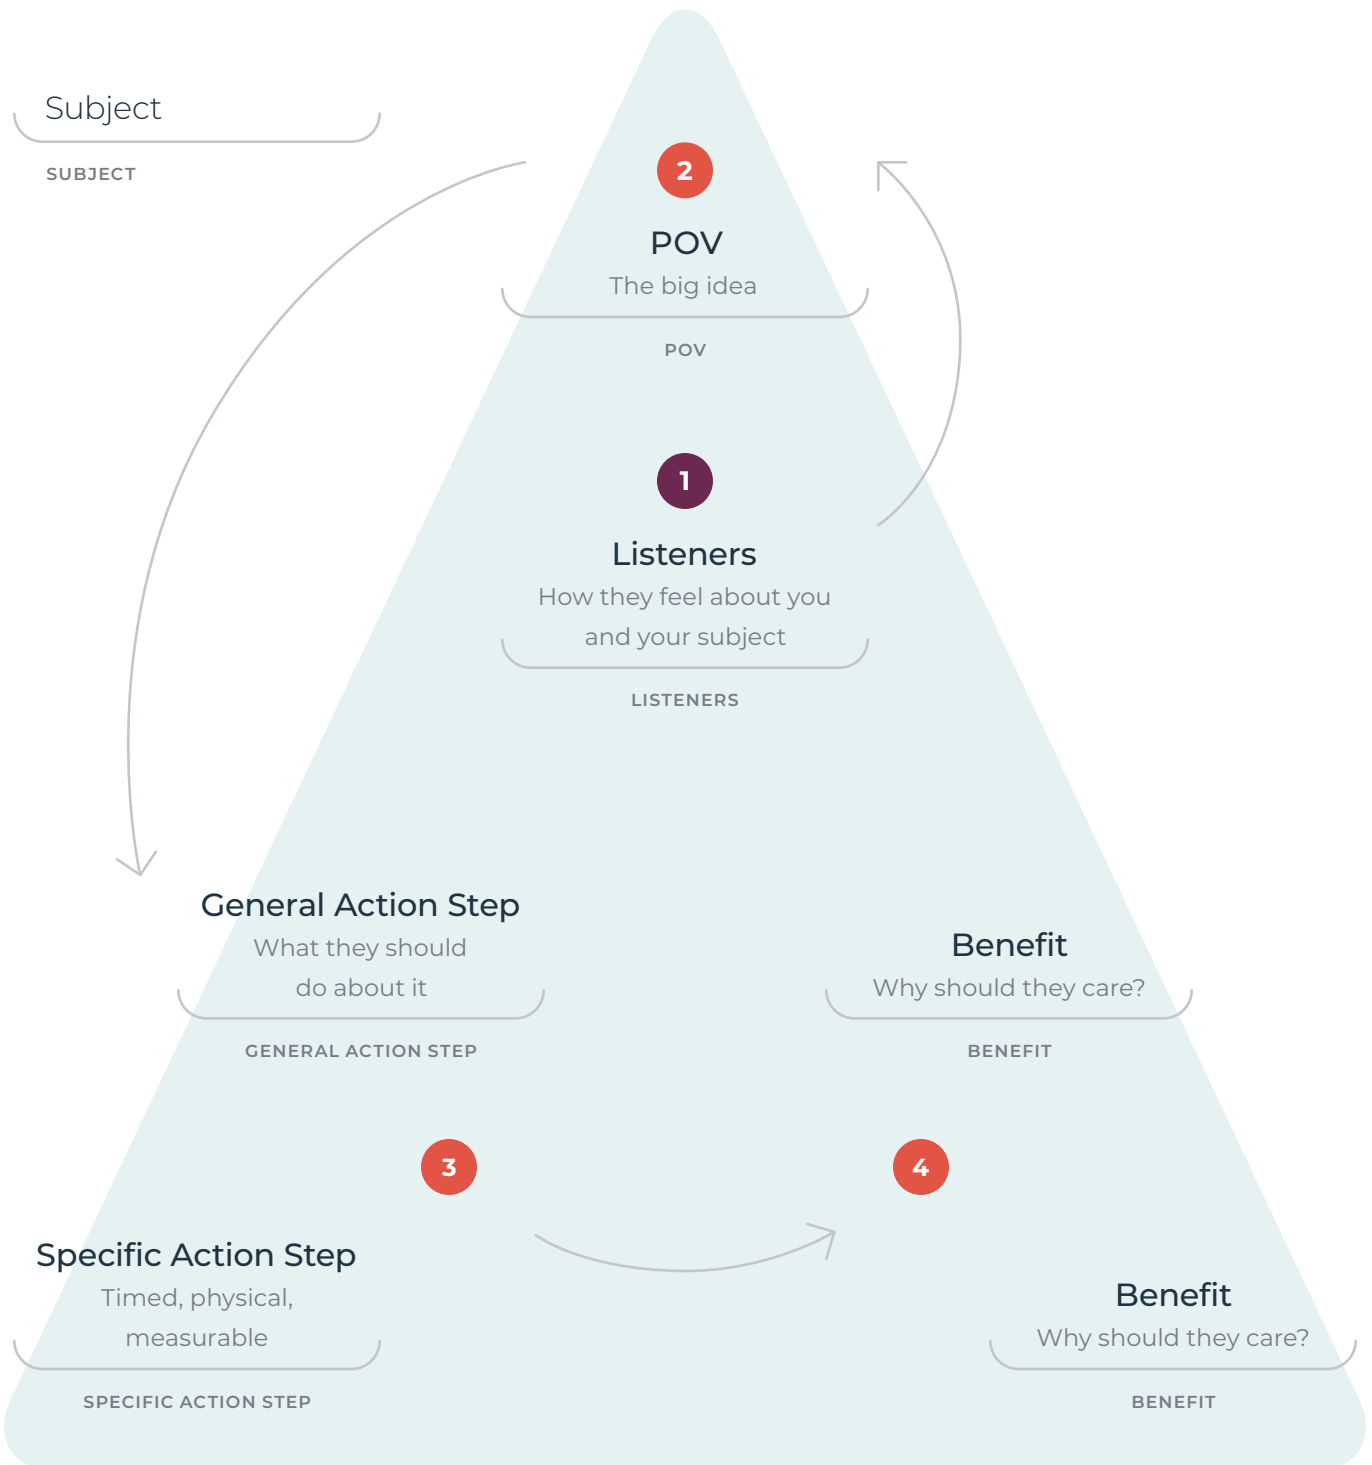 Subject
SUBJECT
2
POV
The big idea
POV
1
Listeners
How they feel about you
and your subject
LISTENERS
General Action Step
What they should
do about it
GENERAL ACTION STEP
Benefit
Why should they care?
BENEFIT
3
4
Specific Action Step
Timed, physical,
measurable
SPECIFIC ACTION STEP
Benefit
Why should they care?
BENEFIT